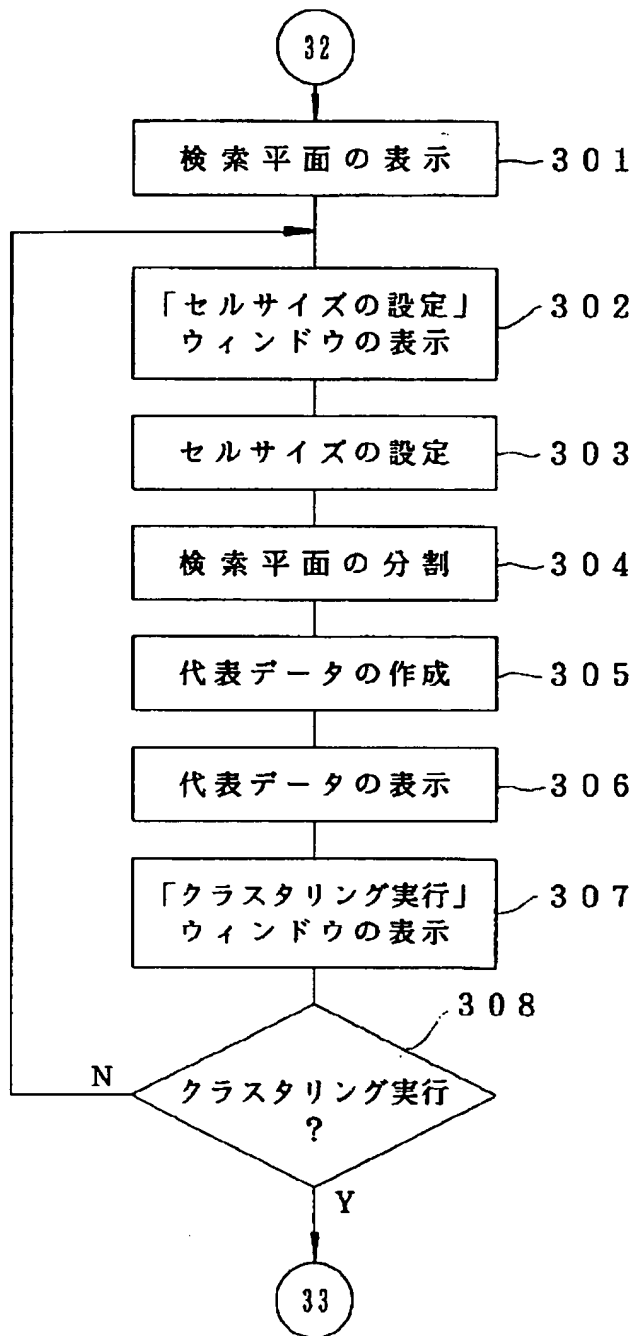 32
検索平面の表示
301
「セルサイズの設定」
ウィンドウの表示
302
セルサイズの設定
303
検索平面の分割
304
代表データの作成
305
代表データの表示
306
「クラスタリング実行」
ウィンドウの表示
307
308
クラスタリング実行
?
N
Y
33